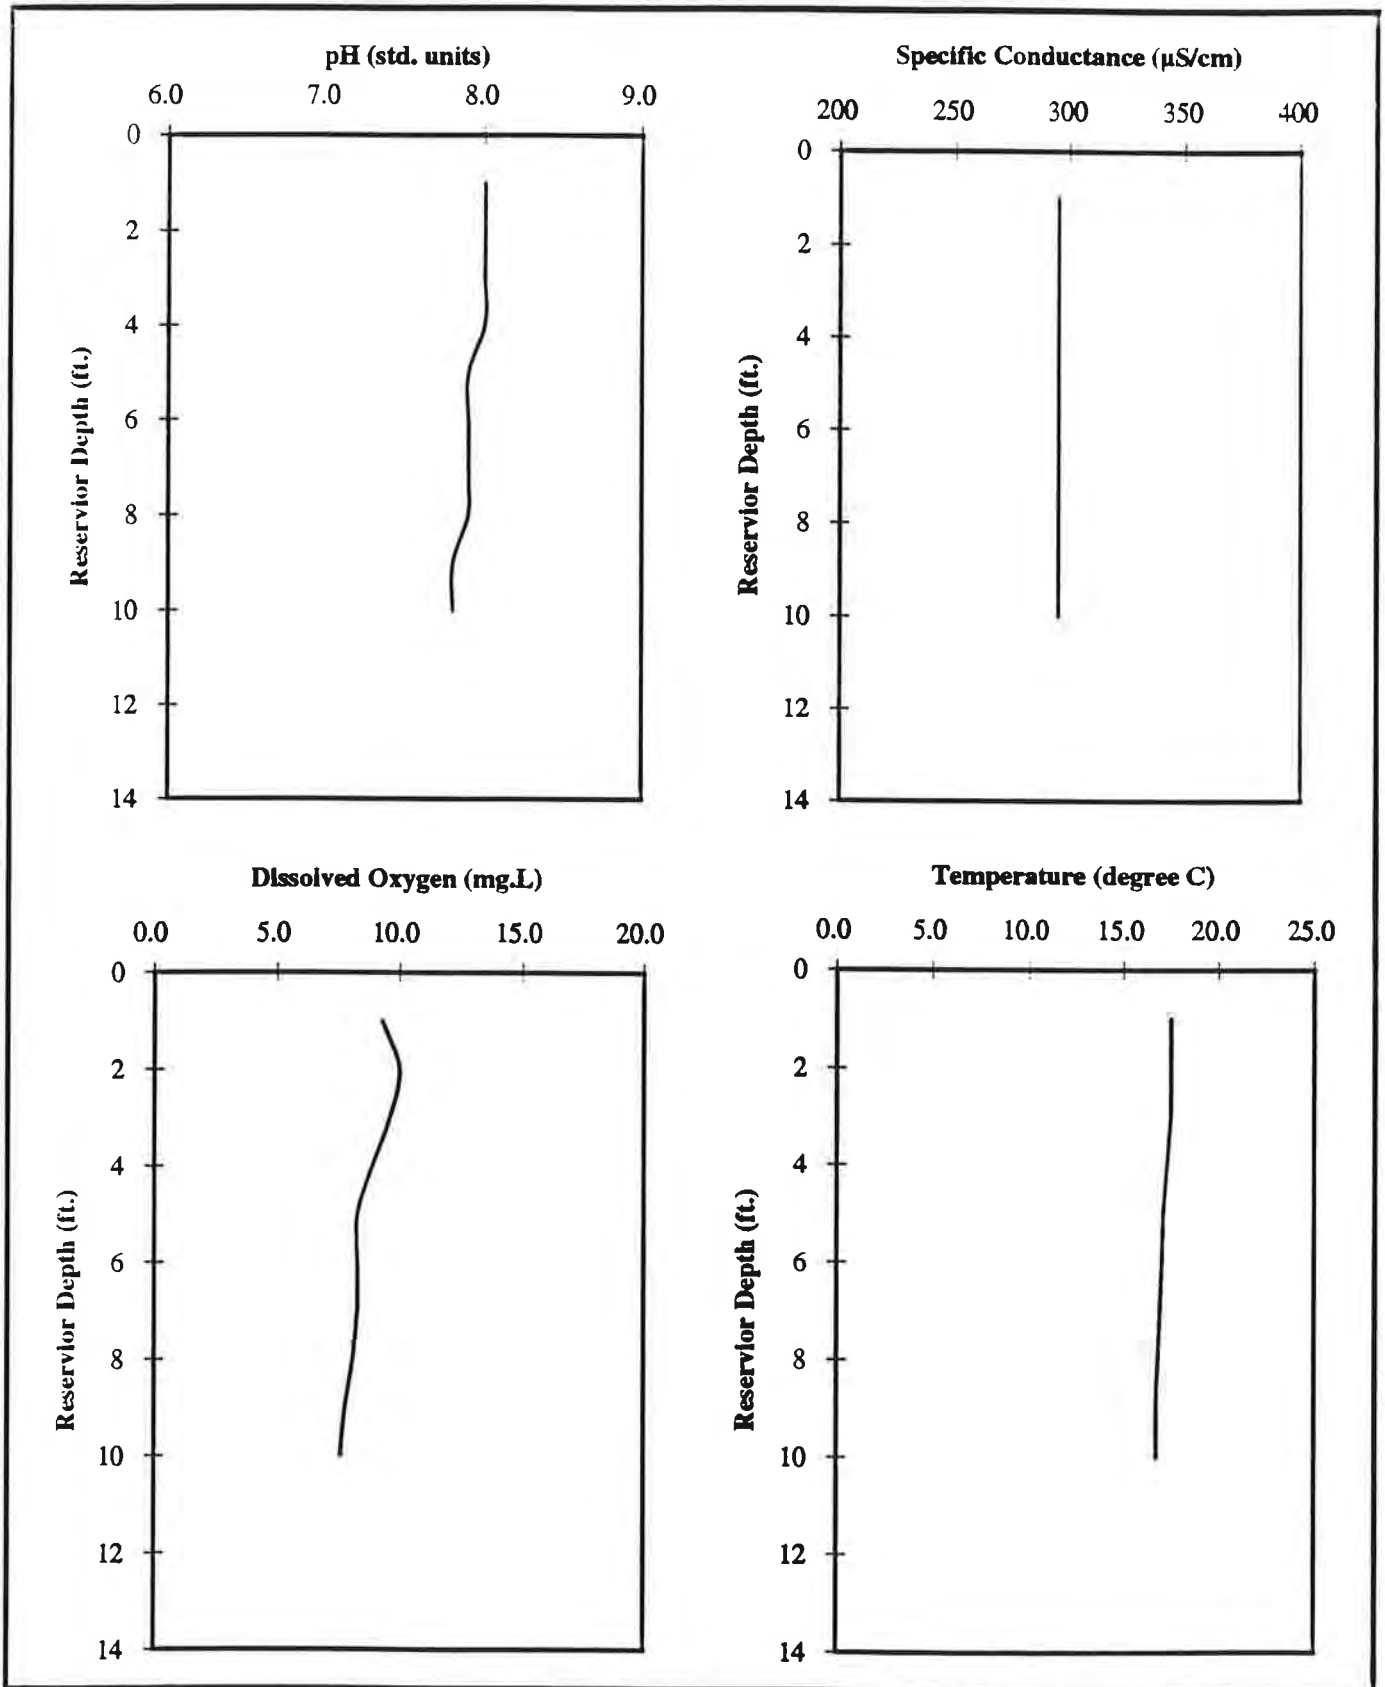 pH (std. units)
6.0 7.0 8.0 9.0
0
2
4
6
8
10
12
14
Reservior Depth (ft.)
Specific Conductance (µS/cm)
200 250 300 350 400
0
2
4
6
8
10
12
14
Reservior Depth (ft.)
Dissolved Oxygen (mg.L)
0.0 5.0 10.0 15.0 20.0
0
2
4
6
8
10
12
14
Reservior Depth (ft.)
Temperature (degree C)
0.0 5.0 10.0 15.0 20.0 25.0
0
2
4
6
8
10
12
14
Reservior Depth (ft.)